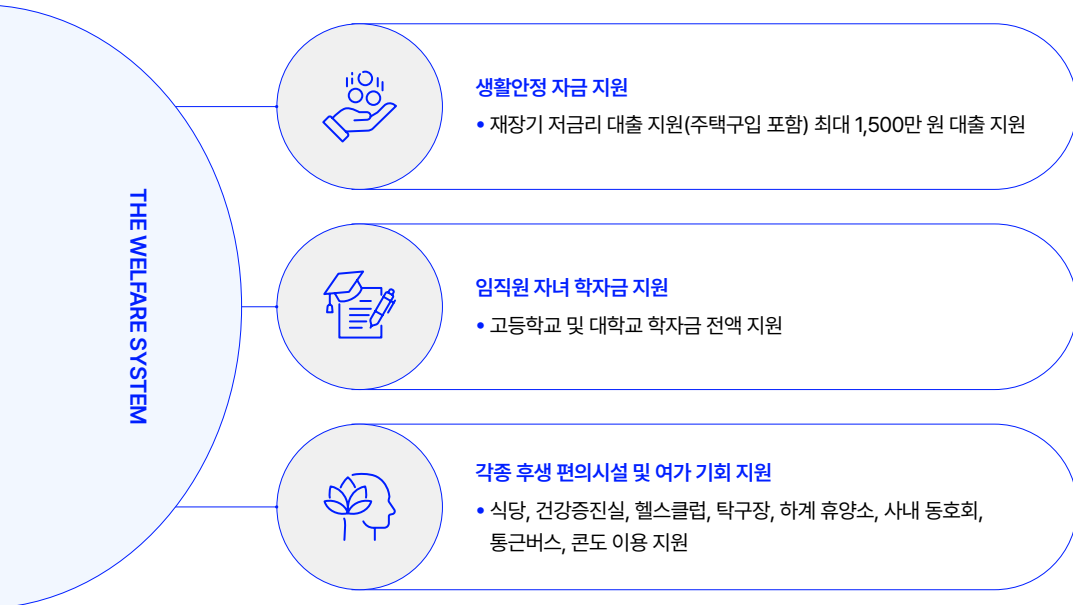 THE WELFARE SYSTEM
생활안정 자금 지원
• 재장기 저금리 대출 지원(주택구입 포함) 최대 1,500만 원 대출 지원
임직원 자녀 학자금 지원
• 고등학교 및 대학교 학자금 전액 지원
각종 후생 편의시설 및 여가 기회 지원
• 식당, 건강증진실, 헬스클럽, 탁구장, 하계 휴양소, 사내 동호회,
통근버스, 콘도 이용 지원